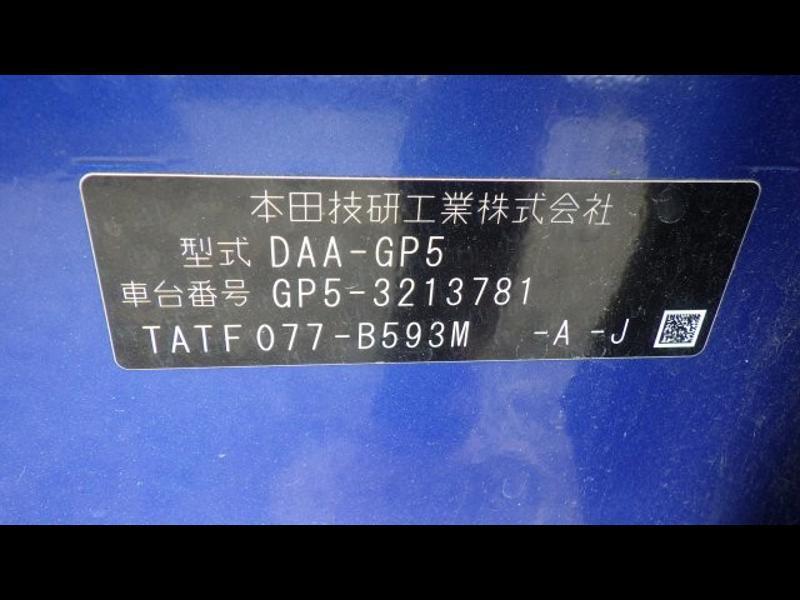 本田技研工業株式会社
型式 DAA-GP5
車台番号 GP5-3213781
TATF077-B593M -A -J